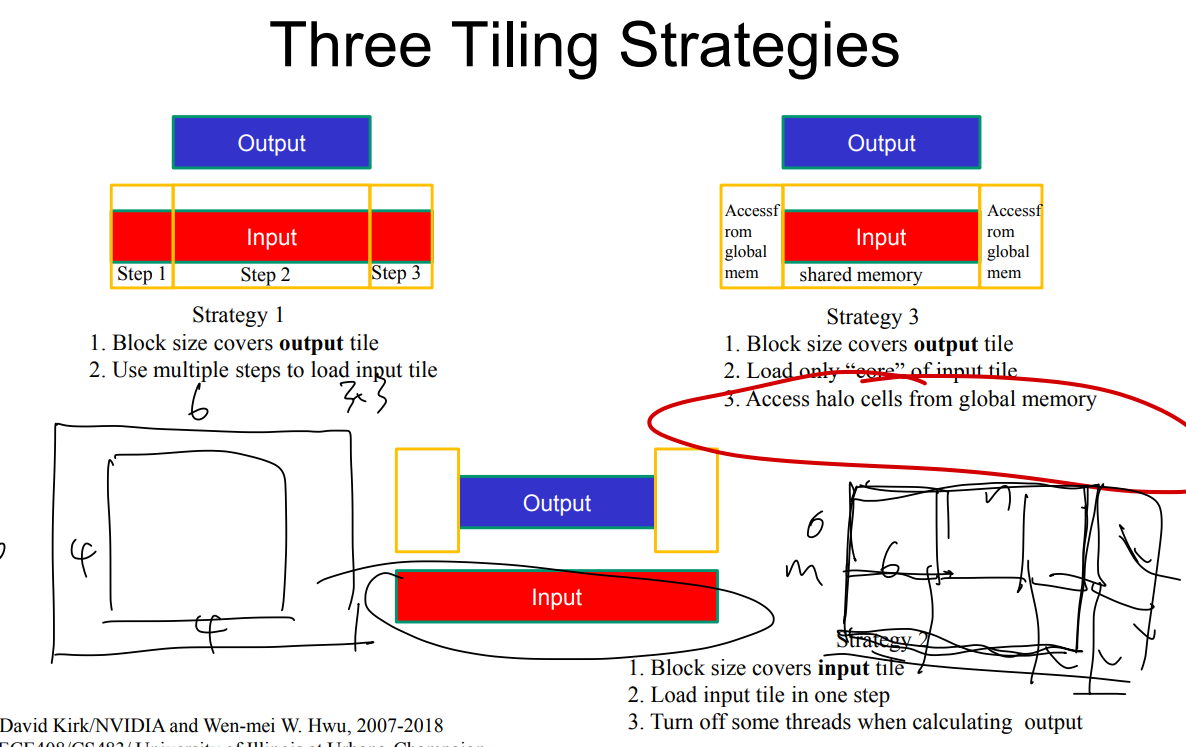 Three Tiling Strategies
Output
Input
Step 1
Step 2
Step 3
Strategy 1
1. Block size covers output tile
2. Use multiple steps to load input tile
Output
Accessf
rom
global
mem
Input
shared memory
Accessf
rom
global
mem
Strategy 3
1. Block size covers output tile
2. Load only “core” of input tile
3. Access halo cells from global memory
6
3
4
4
Output
Input
6
n
m
6
Strategy 2
1. Block size covers input tile
2. Load input tile in one step
3. Turn off some threads when calculating output
David Kirk/NVIDIA and Wen-mei W. Hwu, 2007-2018